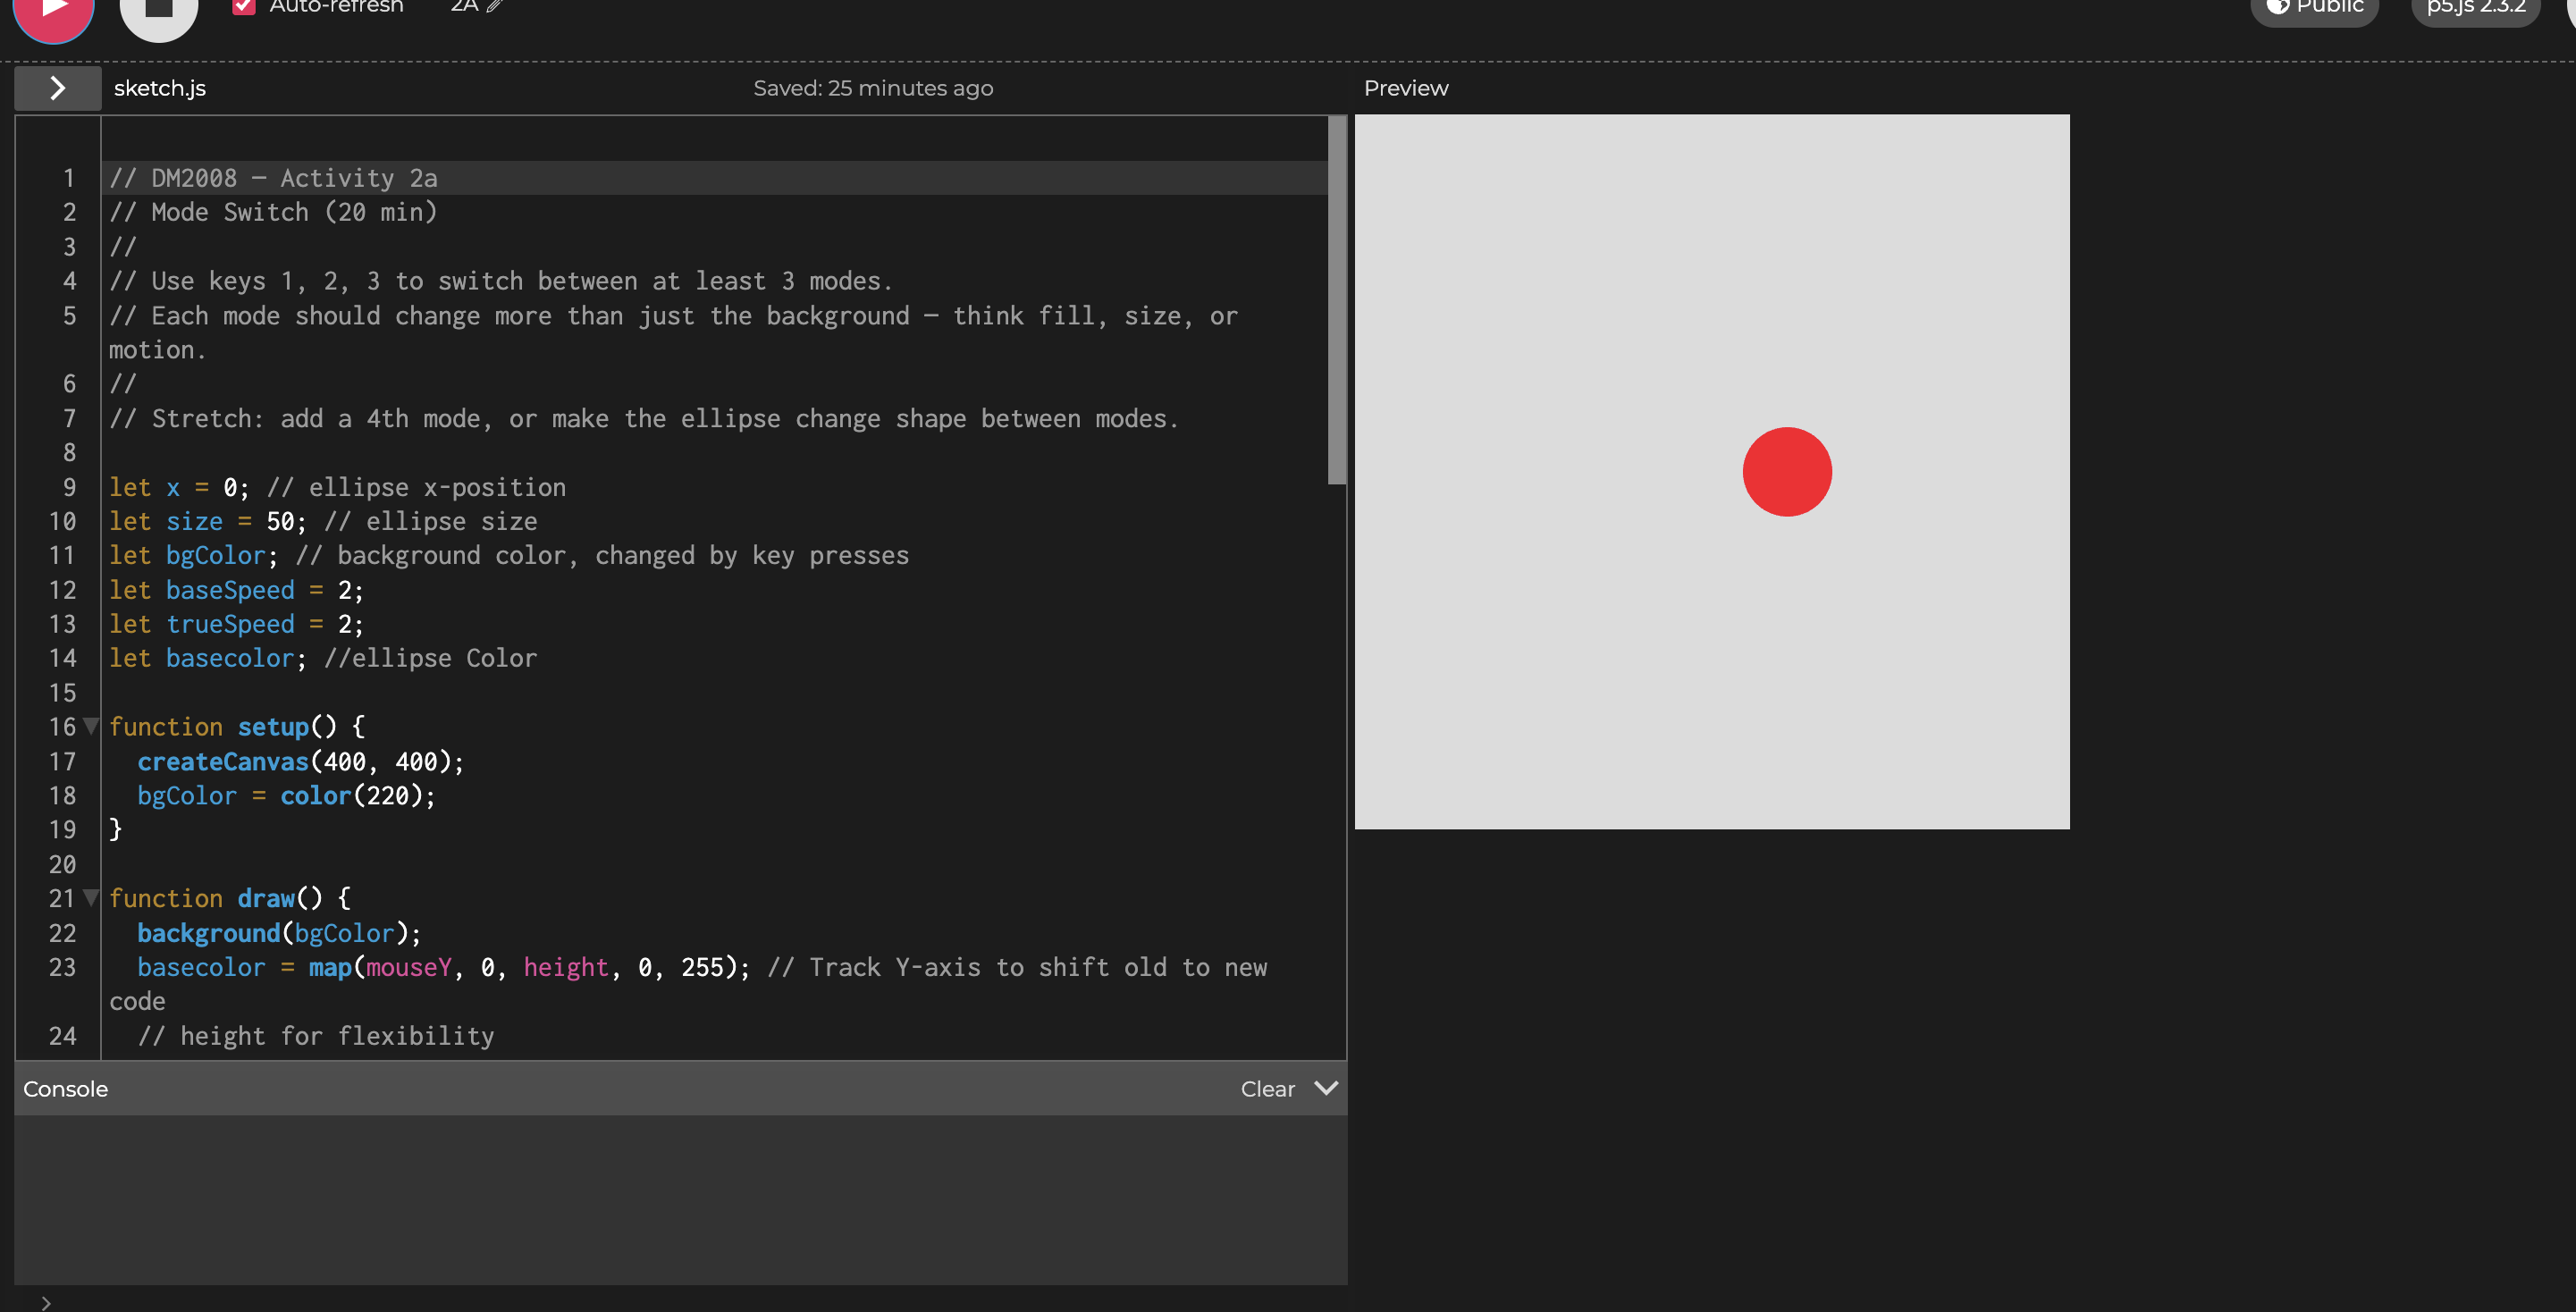 Auto-refresh 2A Public p5.js 2.3.2
sketch.js Saved: 25 minutes ago Preview
1 // DM2008 – Activity 2a
2 // Mode Switch (20 min)
3 //
4 // Use keys 1, 2, 3 to switch between at least 3 modes.
5 // Each mode should change more than just the background – think fill, size, or
motion.
6 //
7 // Stretch: add a 4th mode, or make the ellipse change shape between modes.
8
9 let x = 0; // ellipse x-position
10 let size = 50; // ellipse size
11 let bgColor; // background color, changed by key presses
12 let baseSpeed = 2;
13 let trueSpeed = 2;
14 let basecolor; //ellipse Color
15
16 function setup() {
17 createCanvas(400, 400);
18 bgColor = color(220);
19 }
20
21 function draw() {
22 background(bgColor);
23 basecolor = map(mouseY, 0, height, 0, 255); // Track Y-axis to shift old to new
code
24 // height for flexibility
Console Clear